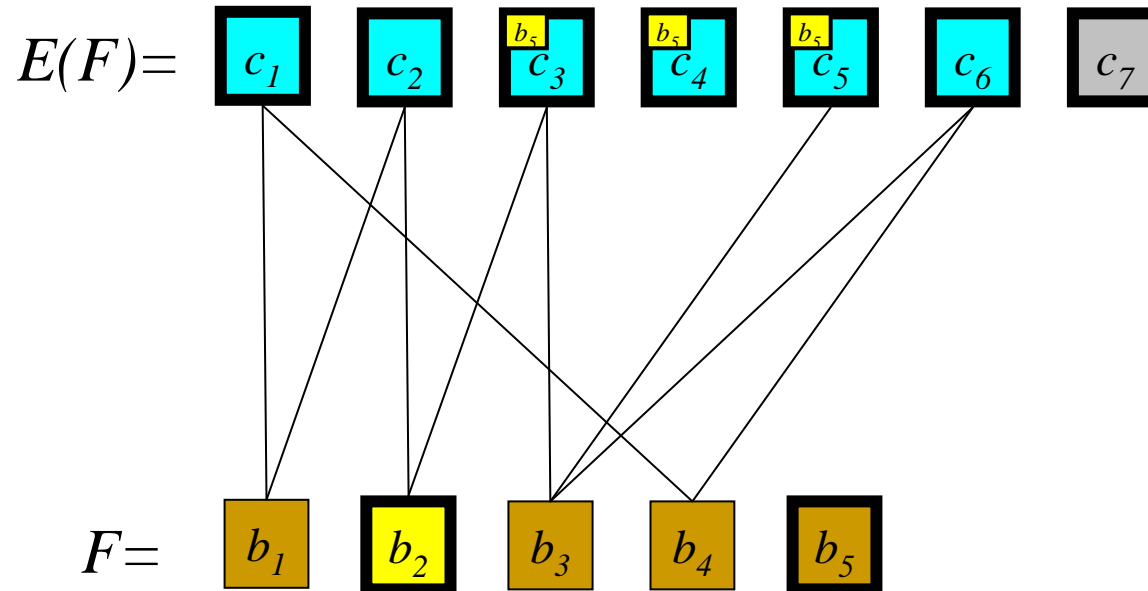 E(F)= c₁ c₂ b₅ c₃ b₅ c₄ b₅ c₅ c₆ c₇
F= b₁ b₂ b₃ b₄ b₅